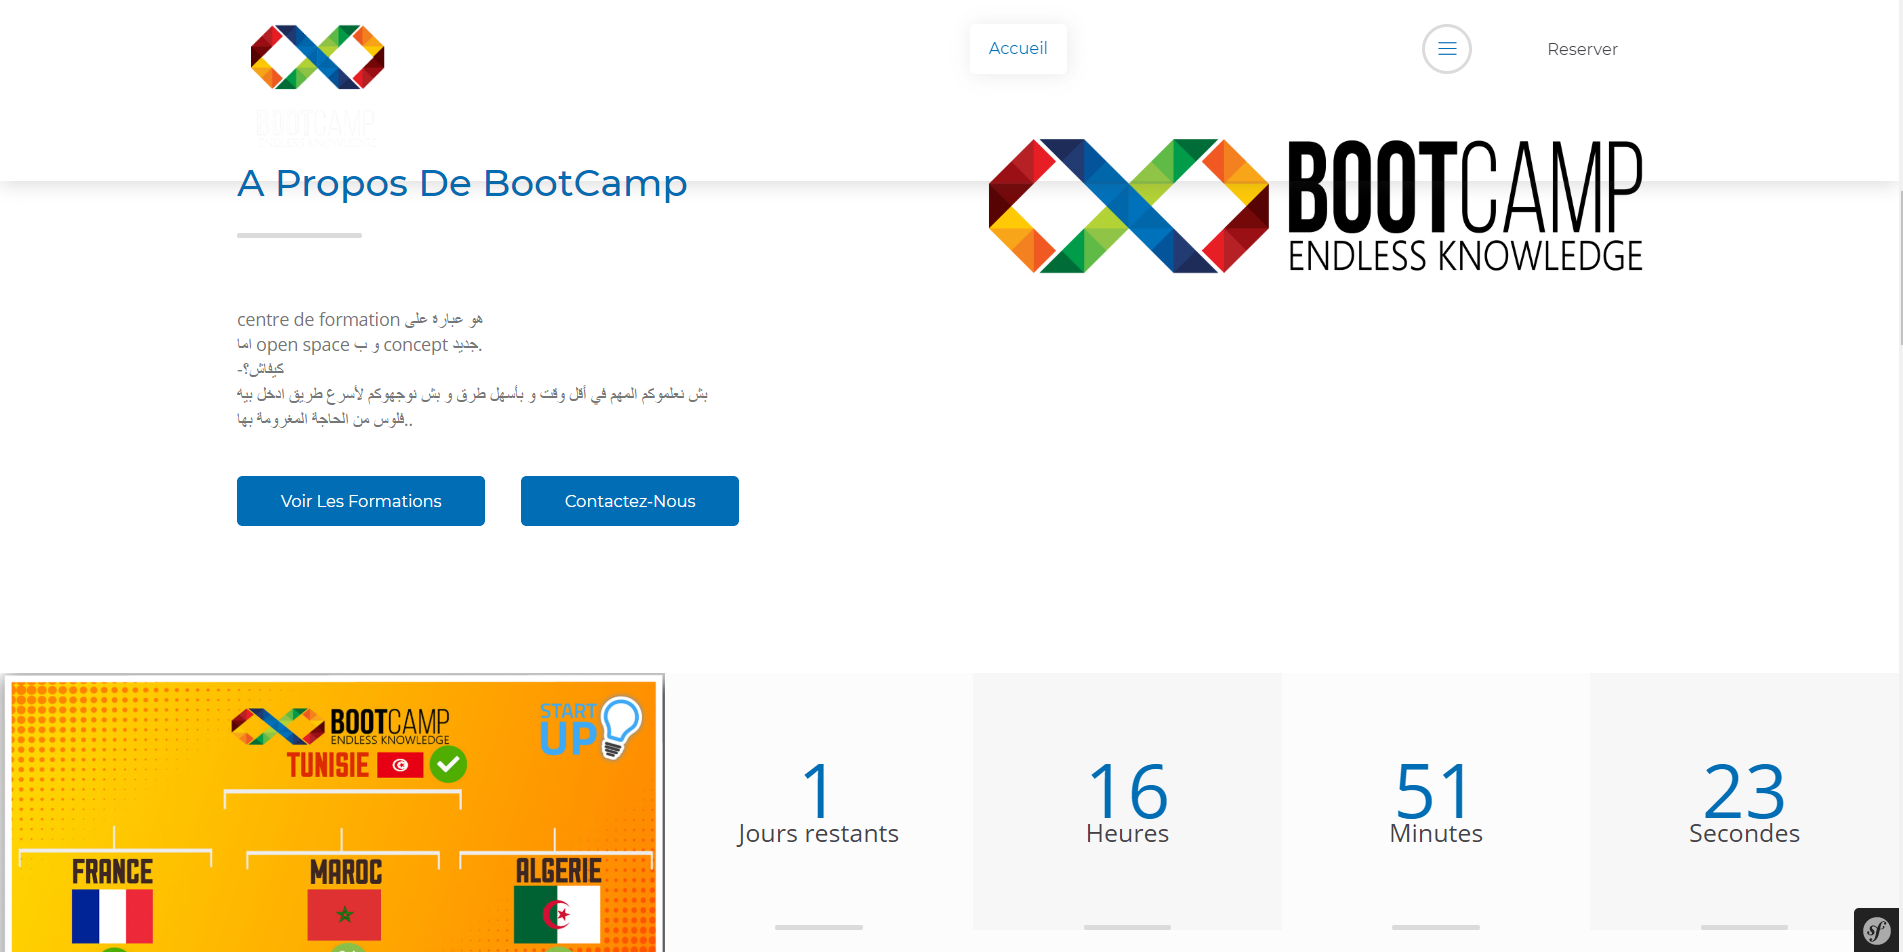 Accueil
Reserver
BOOTCAMP
BOOTCAMP
ENDLESS KNOWLEDGE
A Propos De BootCamp
centre de formation هو عبارة على
اما open space و ب concept جديد.
-كيفاش؟
بش نعلموكم المهم في أقل وقت و بأسهل طرق و بش نوجهوكم لأسرع طريق ادخل بيه
فلوس من الحاجة المغرومة بها..
Voir Les Formations
Contactez-Nous
BOOTCAMP
ENDLESS KNOWLEDGE
START
UP
TUNISIE
FRANCE
MAROC
ALGERIE
1
Jours restants
16
Heures
51
Minutes
23
Secondes
sf